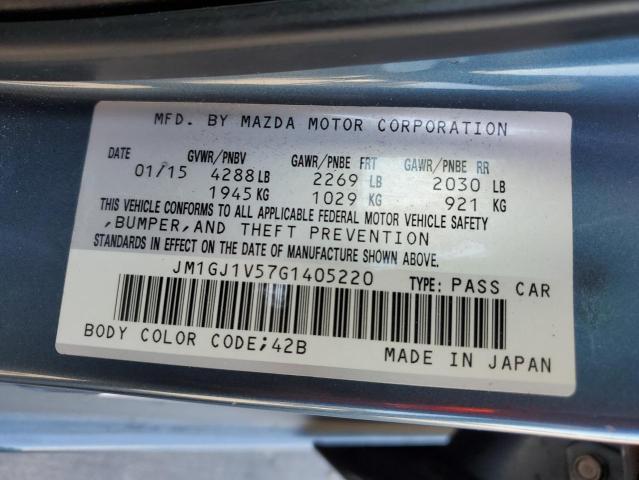 MFD. BY MAZDA MOTOR CORPORATION
DATE GVWR/PNBV GAWR/PNBE FRT GAWR/PNBE RR
01/15 4288 LB 2269 LB 2030 LB
1945 KG 1029 KG 921 KG
THIS VEHICLE CONFORMS TO ALL APPLICABLE FEDERAL MOTOR VEHICLE SAFETY
,BUMPER,AND THEFT PREVENTION
STANDARDS IN EFFECT ON THE DATE OF MANUFACTURE SHOWN ABOVE.
JM1GJ1V57G1405220 TYPE: PASS CAR
BODY COLOR CODE;42B MADE IN JAPAN